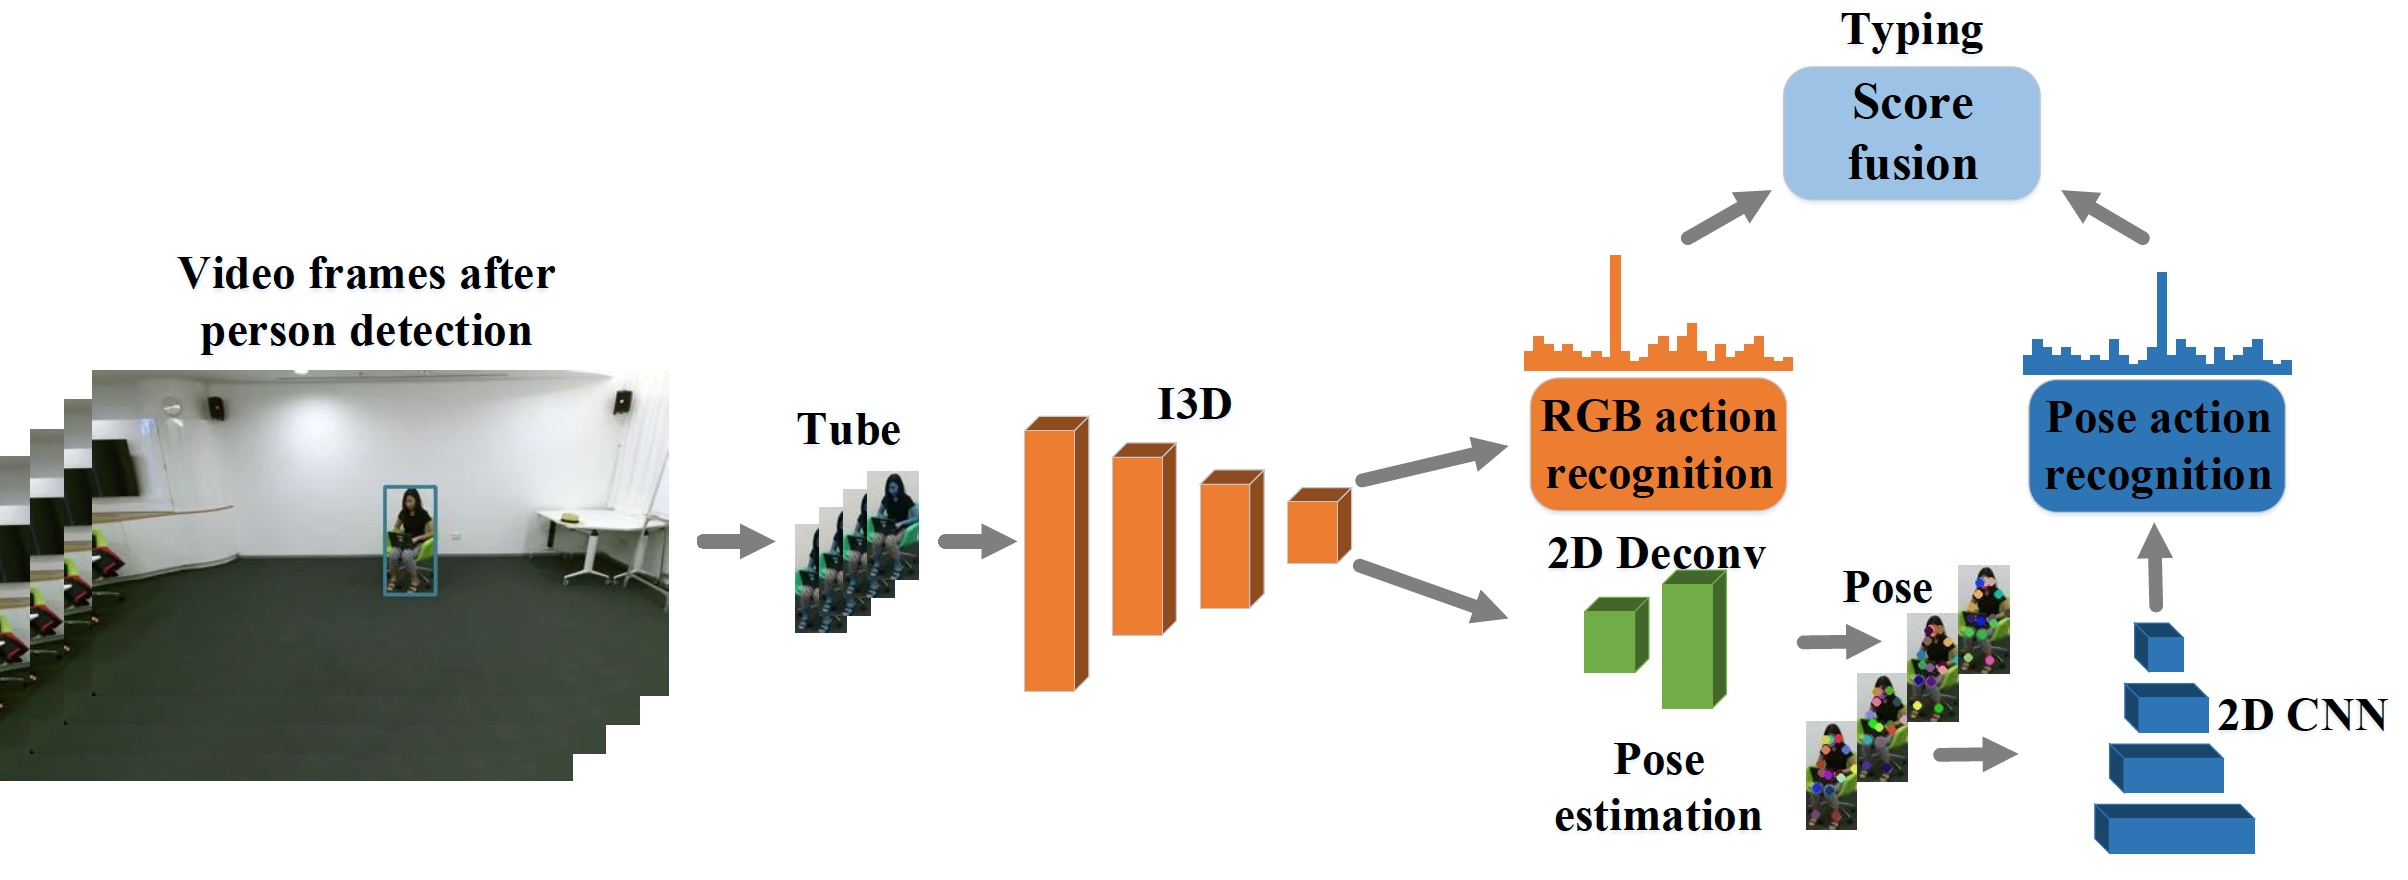 Video frames after
person detection
Tube
I3D
Typing
Score
fusion
RGB action
recognition
2D Deconv
Pose
estimation
Pose
Pose action
recognition
2D CNN